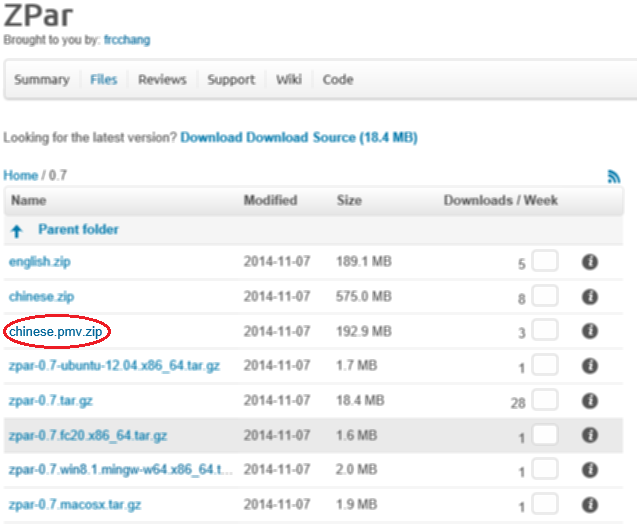 ZPar
Brought to you by: frcchang
Summary Files Reviews Support Wiki Code
Looking for the latest version? Download Download Source (18.4 MB)
Home / 0.7
Name Modified Size Downloads / Week
Parent folder
english.zip 2014-11-07 189.1 MB 5
chinese.zip 2014-11-07 575.0 MB 8
chinese.pmv.zip 2014-11-07 192.9 MB 3
zpar-0.7-ubuntu-12.04.x86_64.tar.gz 2014-11-07 1.7 MB 1
zpar-0.7.tar.gz 2014-11-07 18.4 MB 28
zpar-0.7.fc20.x86_64.tar.gz 2014-11-07 1.6 MB 1
zpar-0.7.win8.1.mingw-w64.x86_64.t... 2014-11-07 2.0 MB 1
zpar-0.7.macosx.tar.gz 2014-11-07 1.9 MB 1